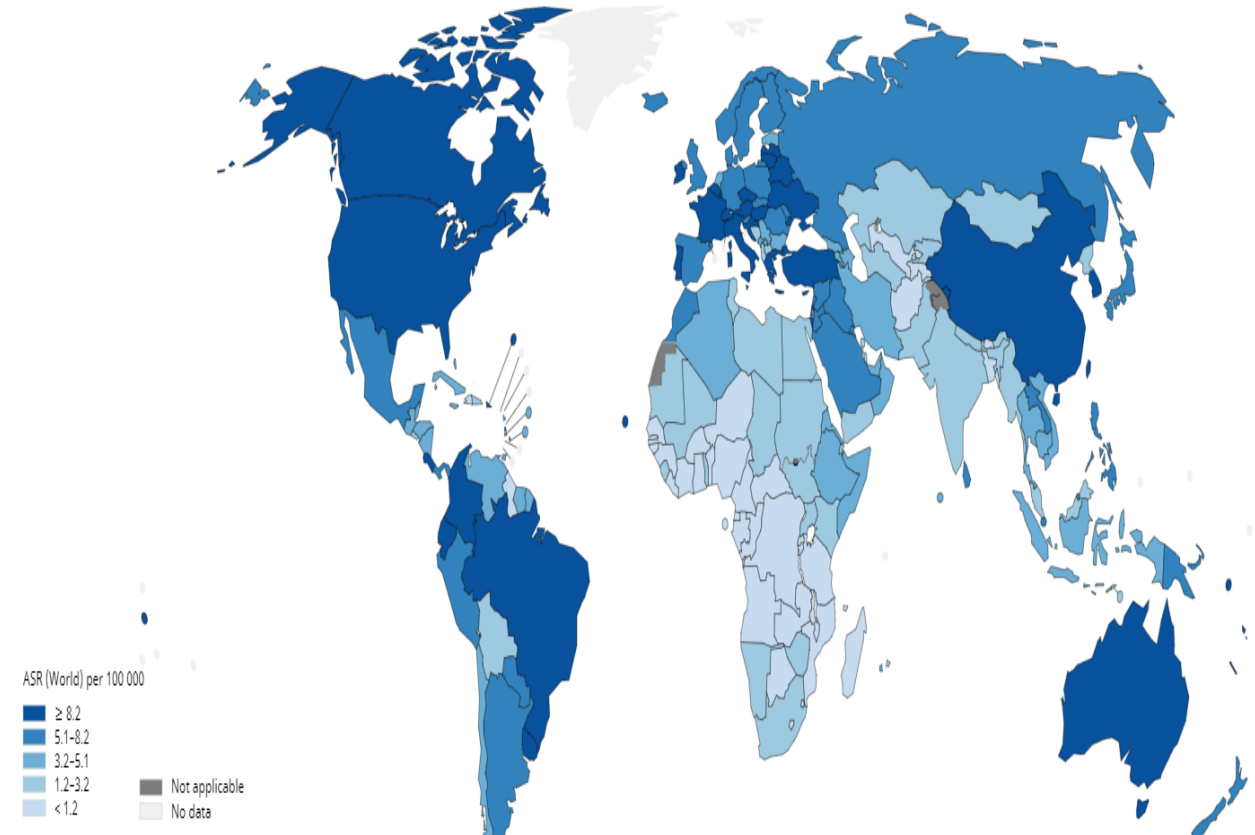 ASR (World) per 100 000
≥ 8.2
5.1–8.2
3.2–5.1
1.2–3.2
< 1.2
Not applicable
No data